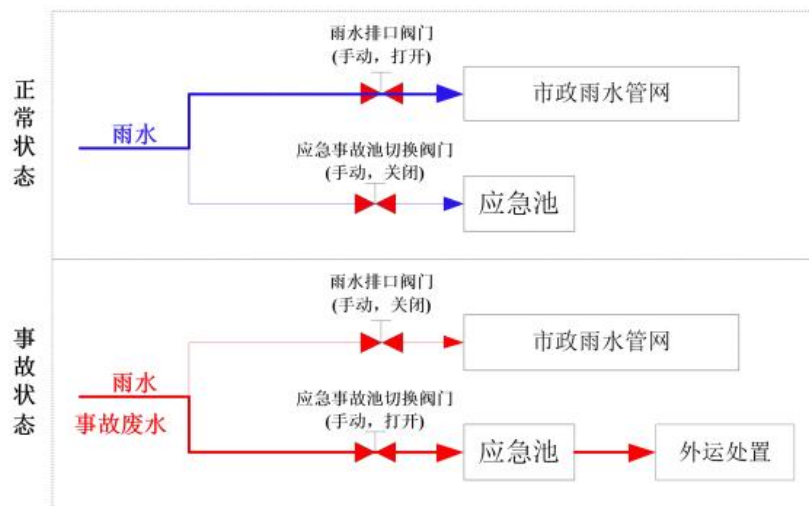 正常状态
雨水排口阀门
(手动，打开)
市政雨水管网
雨水
应急事故池切换阀门
(手动，关闭)
应急池
事故状态
雨水排口阀门
(手动，关闭)
市政雨水管网
雨水
事故废水
应急事故池切换阀门
(手动，打开)
应急池
外运处置